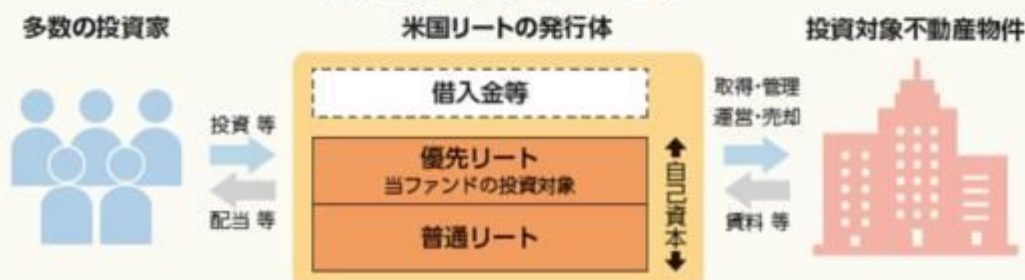 多数の投資家
米国リートの発行体
投資対象不動産物件
借入金等
投資 等
配当 等
優先リート
当ファンドの投資対象
普通リート
自己資本
取得・管理
運営・売却
賃料 等